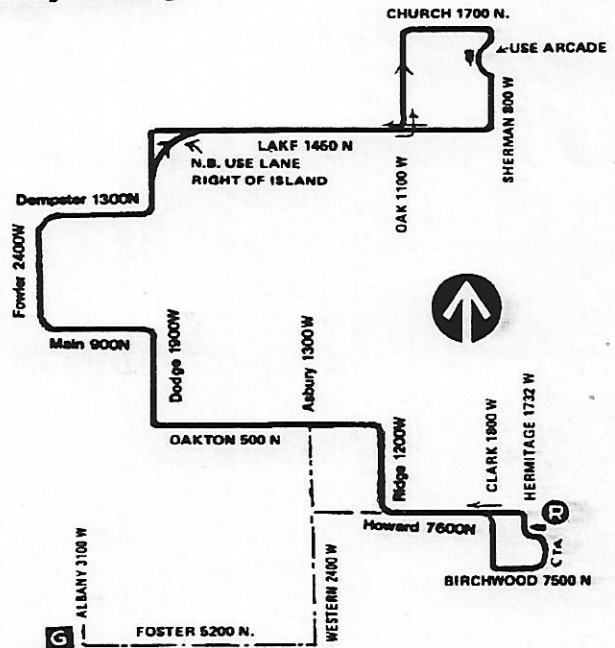 CHURCH 1700 N.
USE ARCADE
SHERMAN 800 W
LAKF 1450 N
N.B. USE LANE
RIGHT OF ISLAND
OAK 1100 W
Dempster 1300N
Fowler 2400W
Main 900N
Dodge 1900W
Asbury 1300 W
OAKTON 500 N
Ridge 1200W
CLARK 1800 W
HERMITAGE 1732 W
Howard 7600N
R
CTA
BIRCHWOOD 7500 N
ALBANY 3100 W
WESTERN 2400 W
FOSTER 5200 N.
G